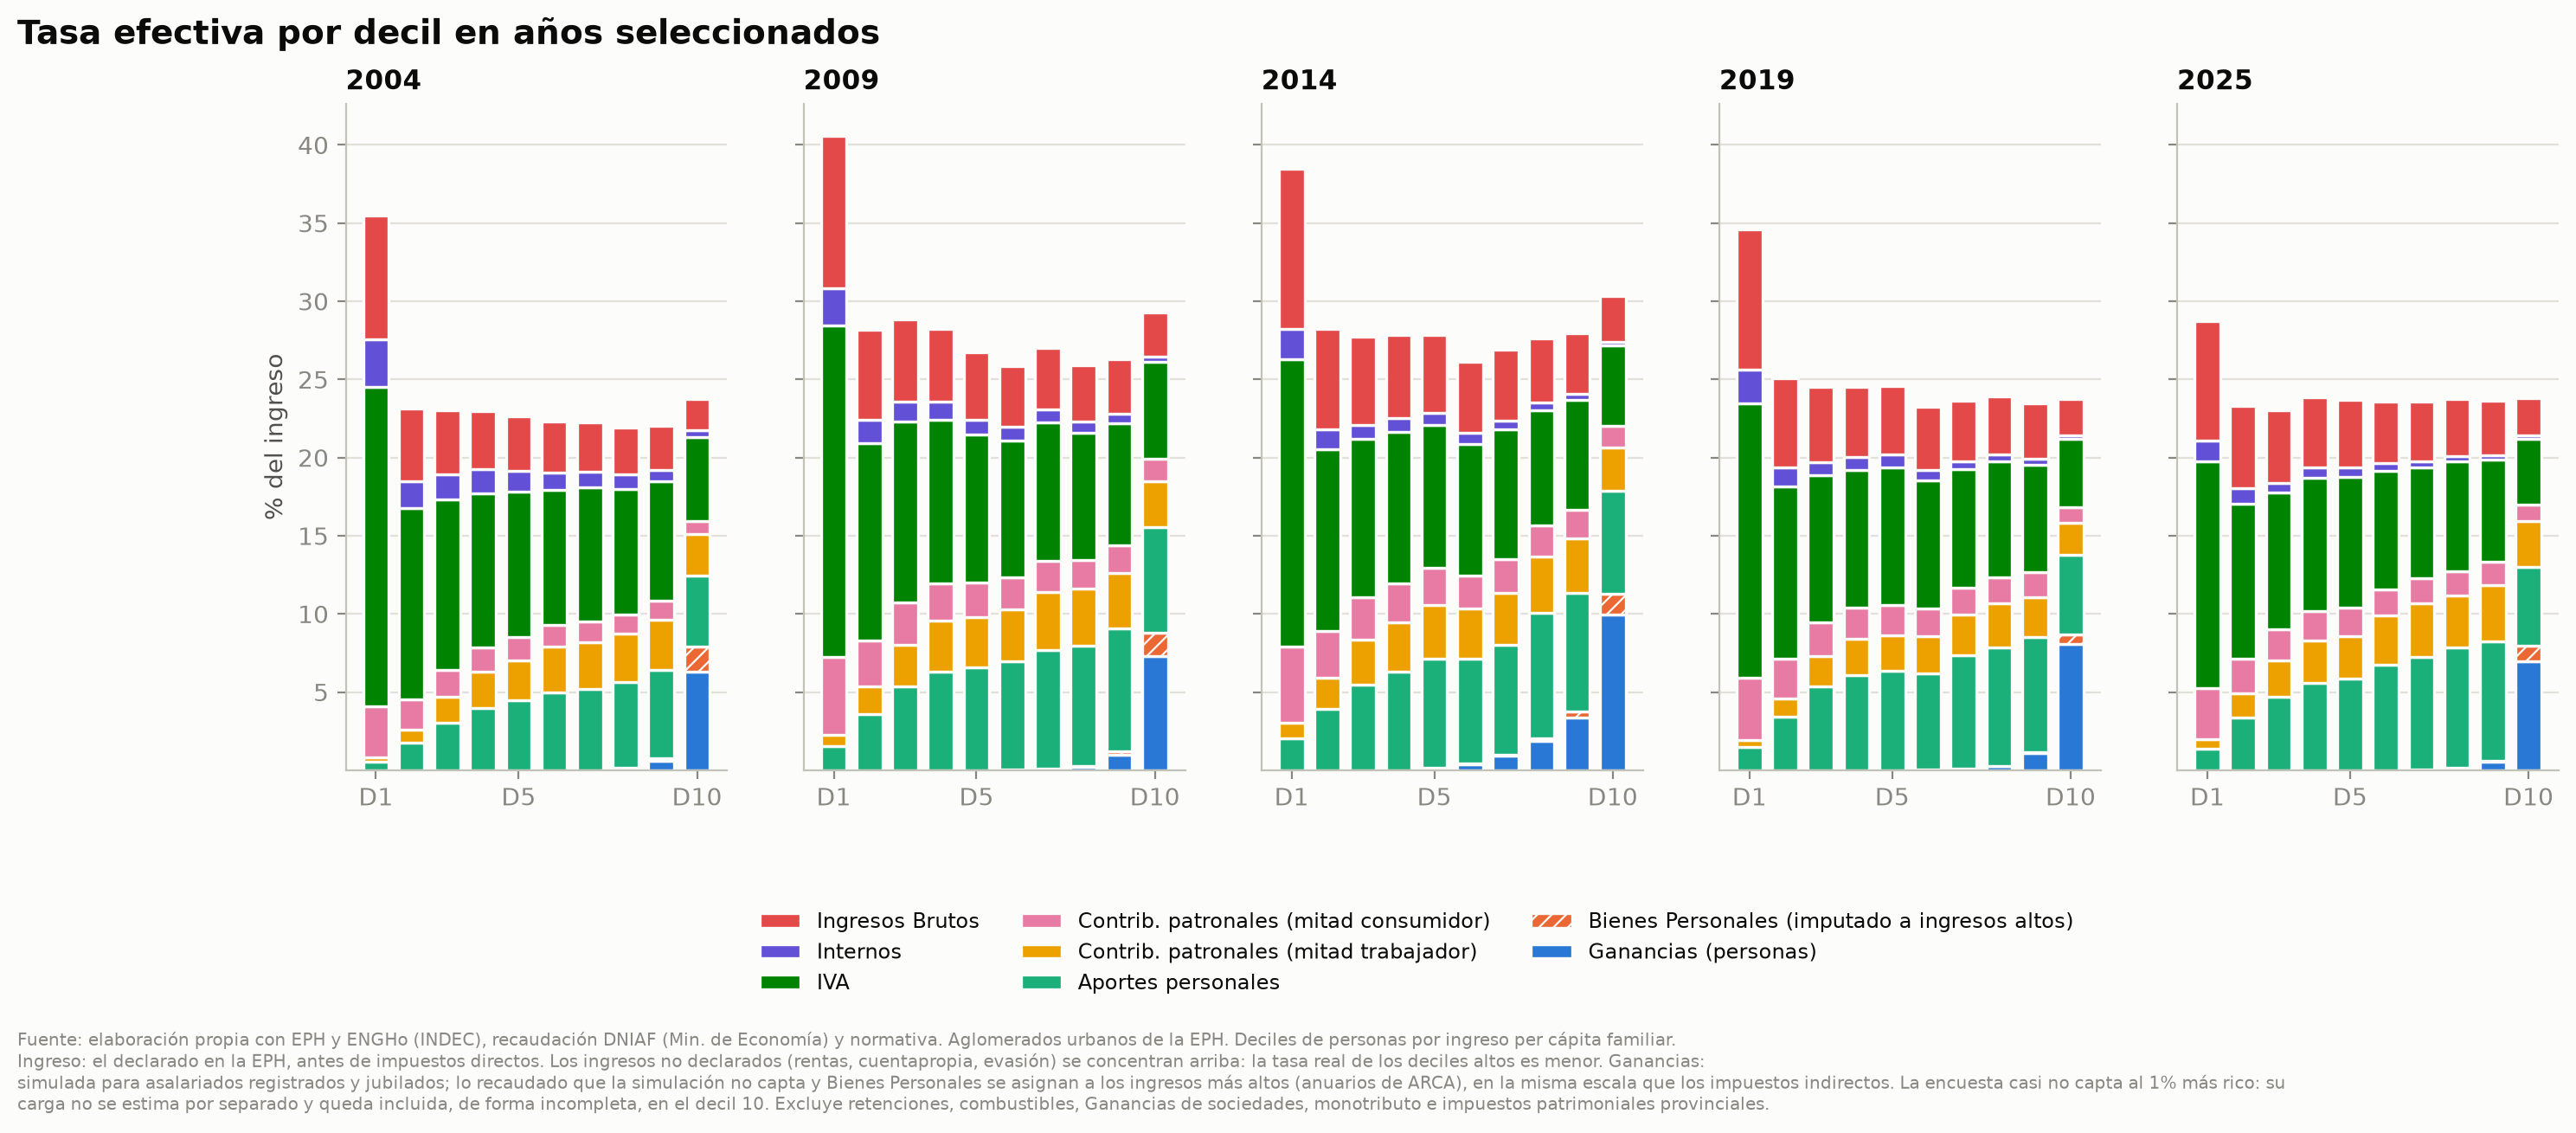 Tasa efectiva por decil en años seleccionados
2004
2009
2014
2019
2025
% del ingreso
40
35
30
25
20
15
10
5
D1 D5 D10
D1 D5 D10
D1 D5 D10
D1 D5 D10
D1 D5 D10
Ingresos Brutos
Internos
IVA
Contrib. patronales (mitad consumidor)
Contrib. patronales (mitad trabajador)
Aportes personales
Bienes Personales (imputado a ingresos altos)
Ganancias (personas)
Fuente: elaboración propia con EPH y ENGHo (INDEC), recaudación DNIAF (Min. de Economía) y normativa. Aglomerados urbanos de la EPH. Deciles de personas por ingreso per cápita familiar.
Ingreso: el declarado en la EPH, antes de impuestos directos. Los ingresos no declarados (rentas, cuentapropia, evasión) se concentran arriba: la tasa real de los deciles altos es menor. Ganancias:
simulada para asalariados registrados y jubilados; lo recaudado que la simulación no capta y Bienes Personales se asignan a los ingresos más altos (anuarios de ARCA), en la misma escala que los impuestos indirectos. La encuesta casi no capta al 1% más rico: su
carga no se estima por separado y queda incluida, de forma incompleta, en el decil 10. Excluye retenciones, combustibles, Ganancias de sociedades, monotributo e impuestos patrimoniales provinciales.